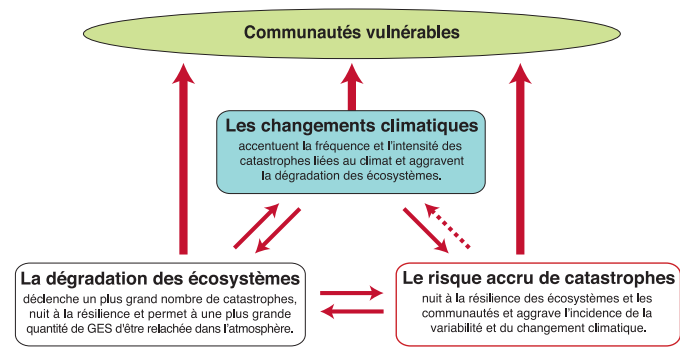 Communautés vulnérables
Les changements climatiques
accentuent la fréquence et l'intensité des
catastrophes liées au climat et aggravent
la dégradation des écosystèmes.
La dégradation des écosystèmes
déclenche un plus grand nombre de catastrophes,
nuit à la résilience et permet à une plus grande
quantité de GES d'être relachée dans l'atmosphère.
Le risque accru de catastrophes
nuit à la résilience des écosystèmes et les
communautés et aggrave l'incidence de la
variabilité et du changement climatique.